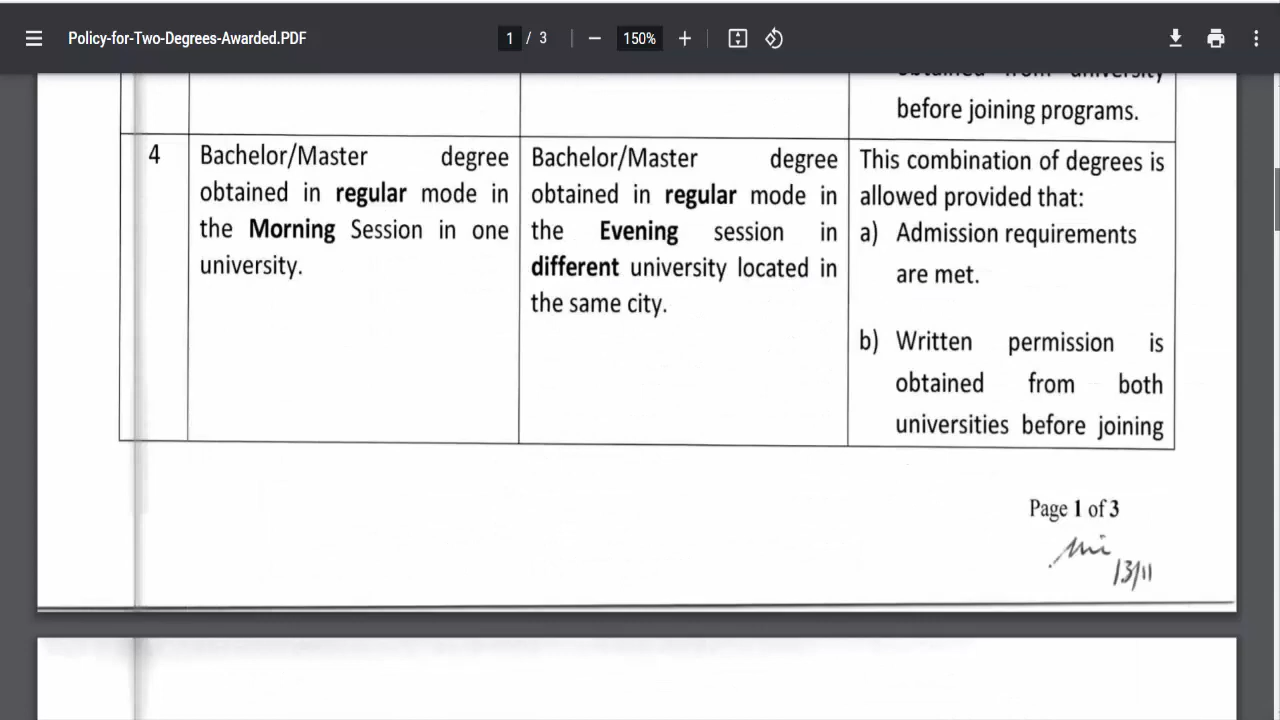 Policy-for-Two-Degrees-Awarded.PDF
1 / 3
150%
obtained from university
before joining programs.
4
Bachelor/Master degree
obtained in regular mode in
the Morning Session in one
university.
Bachelor/Master degree
obtained in regular mode in
the Evening session in
different university located in
the same city.
This combination of degrees is
allowed provided that:
a) Admission requirements
are met.
b) Written permission is
obtained from both
universities before joining
Page 1 of 3
13/11